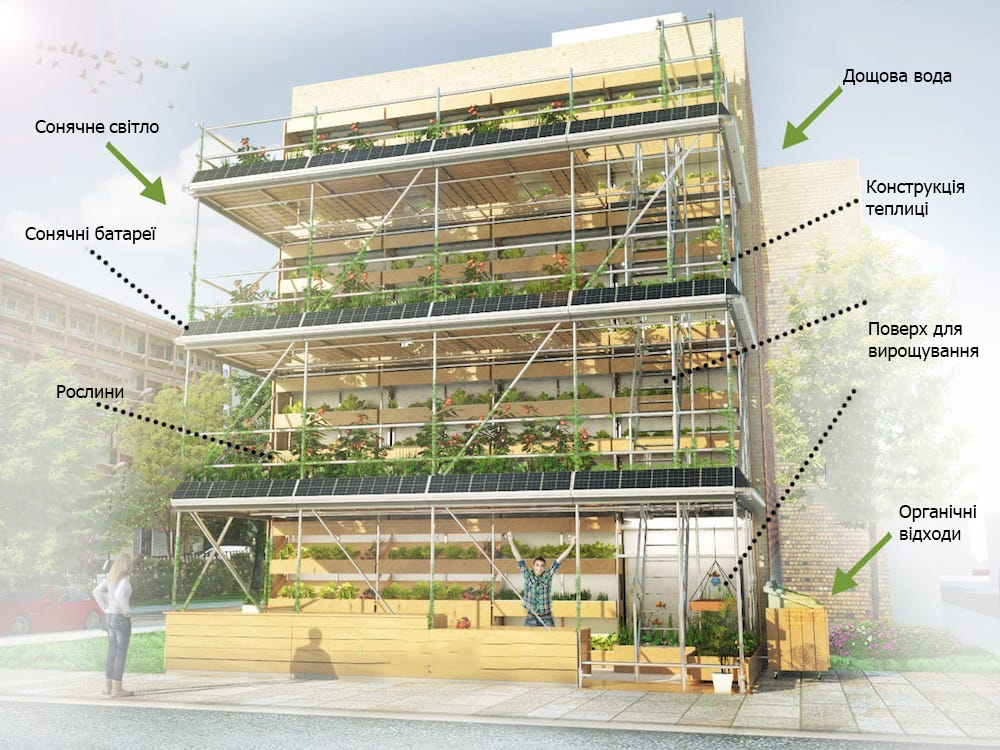 Дощова вода
Сонячне світло
Конструкція
теплиці
Сонячні батареї
Поверх для
вирощування
Рослини
Органічні
відходи